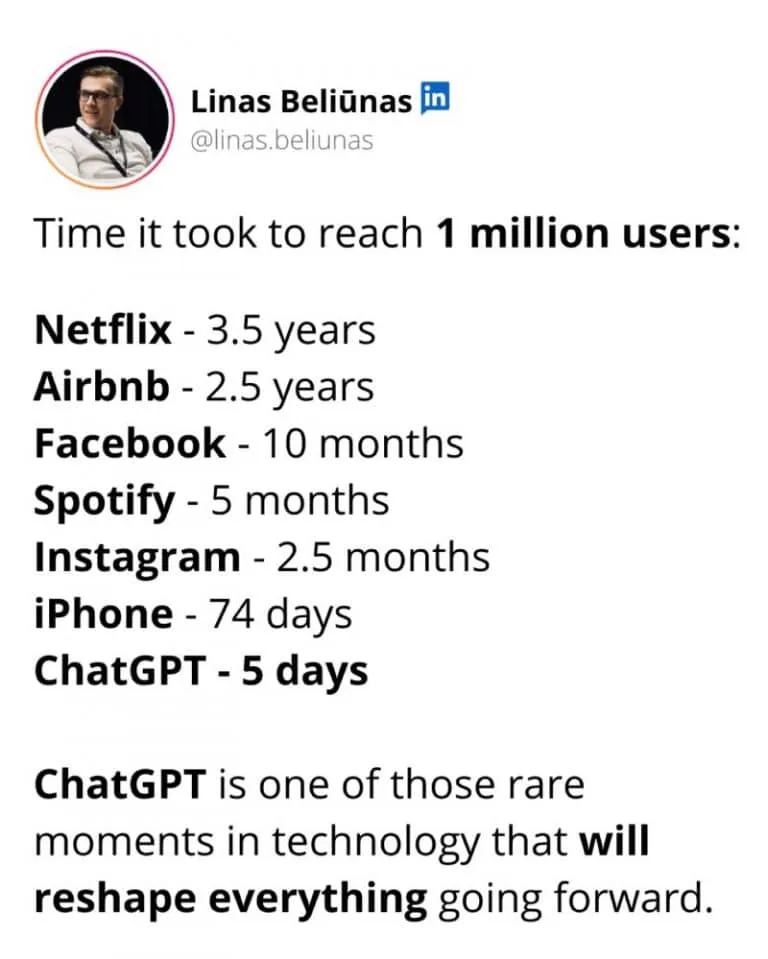 Linas Beliūnas in
@linas.beliunas
Time it took to reach 1 million users:
Netflix - 3.5 years
Airbnb - 2.5 years
Facebook - 10 months
Spotify - 5 months
Instagram - 2.5 months
iPhone - 74 days
ChatGPT - 5 days
ChatGPT is one of those rare
moments in technology that will
reshape everything going forward.